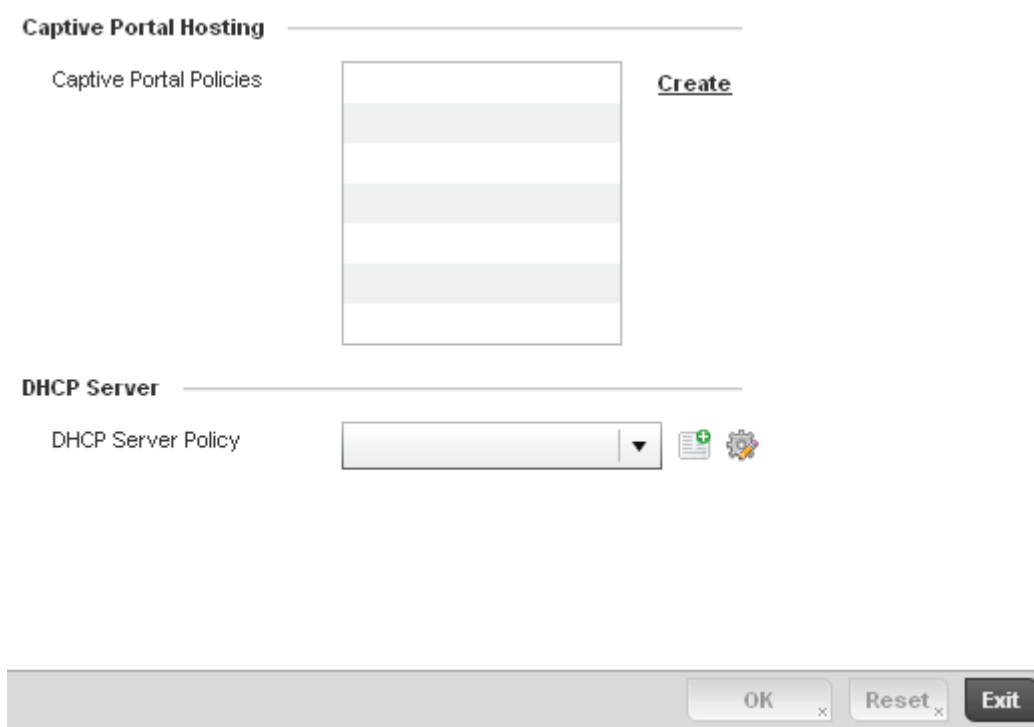 Captive Portal Hosting
Captive Portal Policies
Create
DHCP Server
DHCP Server Policy
OK
Reset
Exit